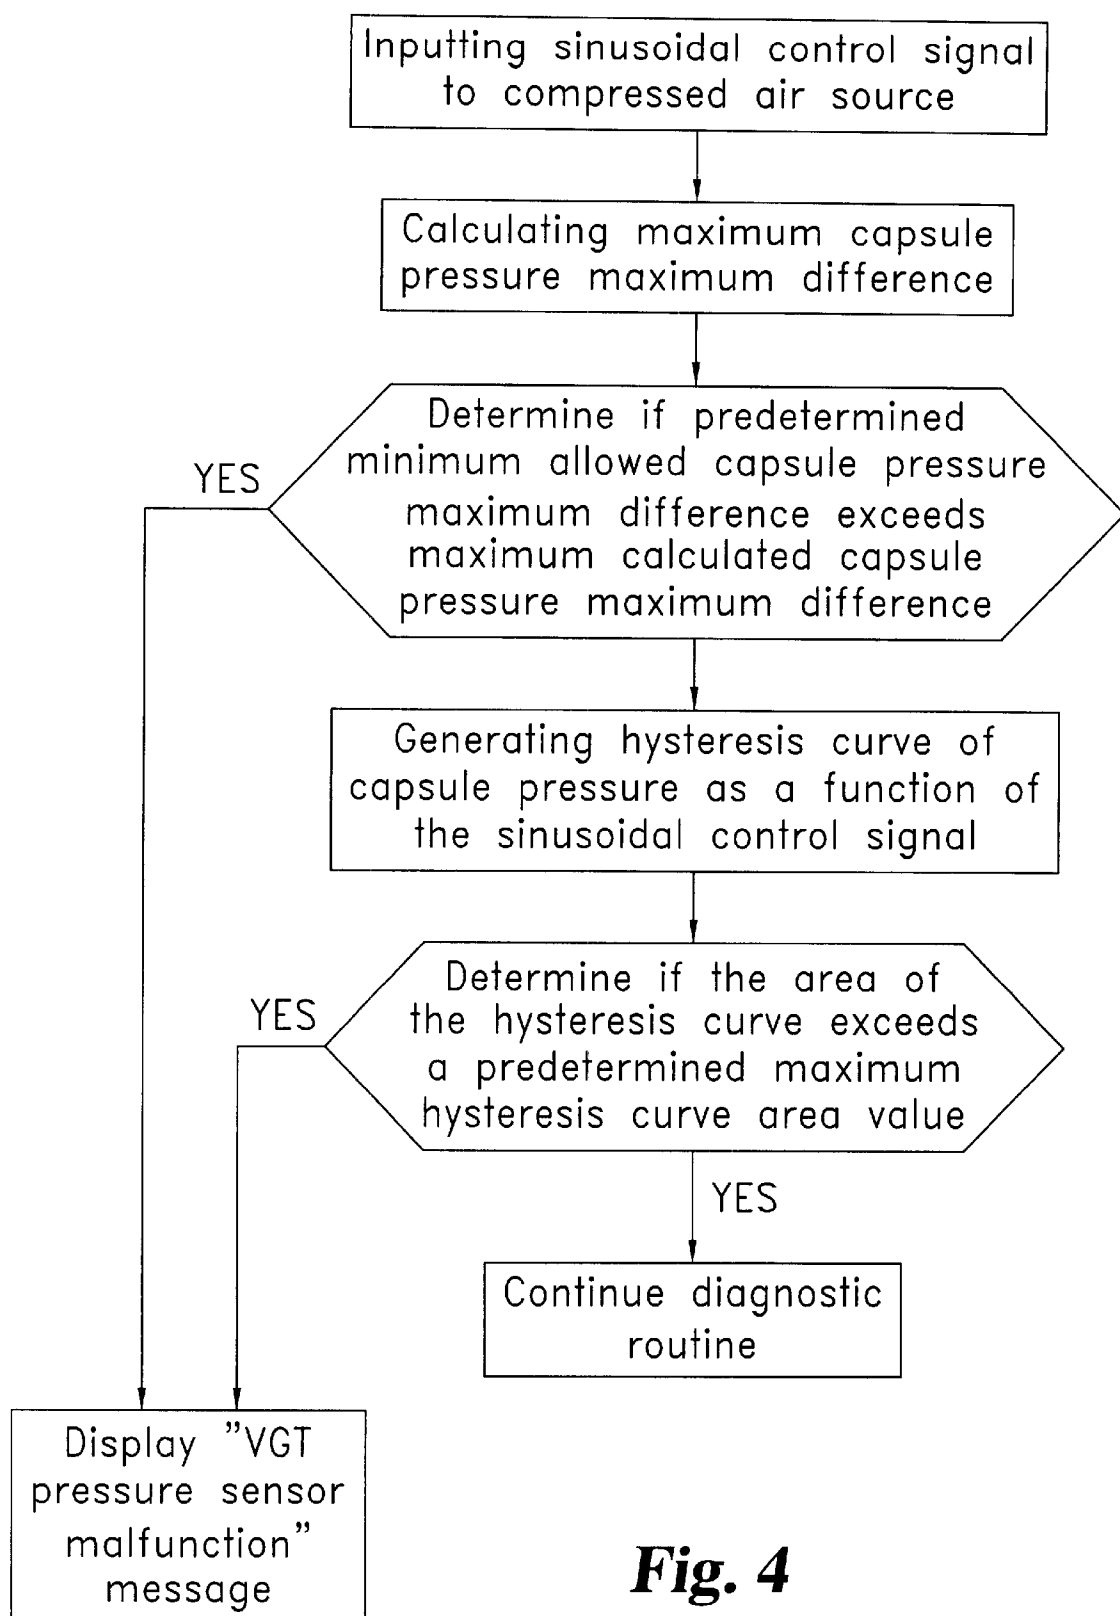 Inputting sinusoidal control signal
to compressed air source
Calculating maximum capsule
pressure maximum difference
Determine if predetermined
minimum allowed capsule pressure
maximum difference exceeds
maximum calculated capsule
pressure maximum difference
YES
Generating hysteresis curve of
capsule pressure as a function of
the sinusoidal control signal
Determine if the area of
the hysteresis curve exceeds
a predetermined maximum
hysteresis curve area value
YES
YES
Continue diagnostic
routine
Display "VGT
pressure sensor
malfunction"
message
Fig. 4